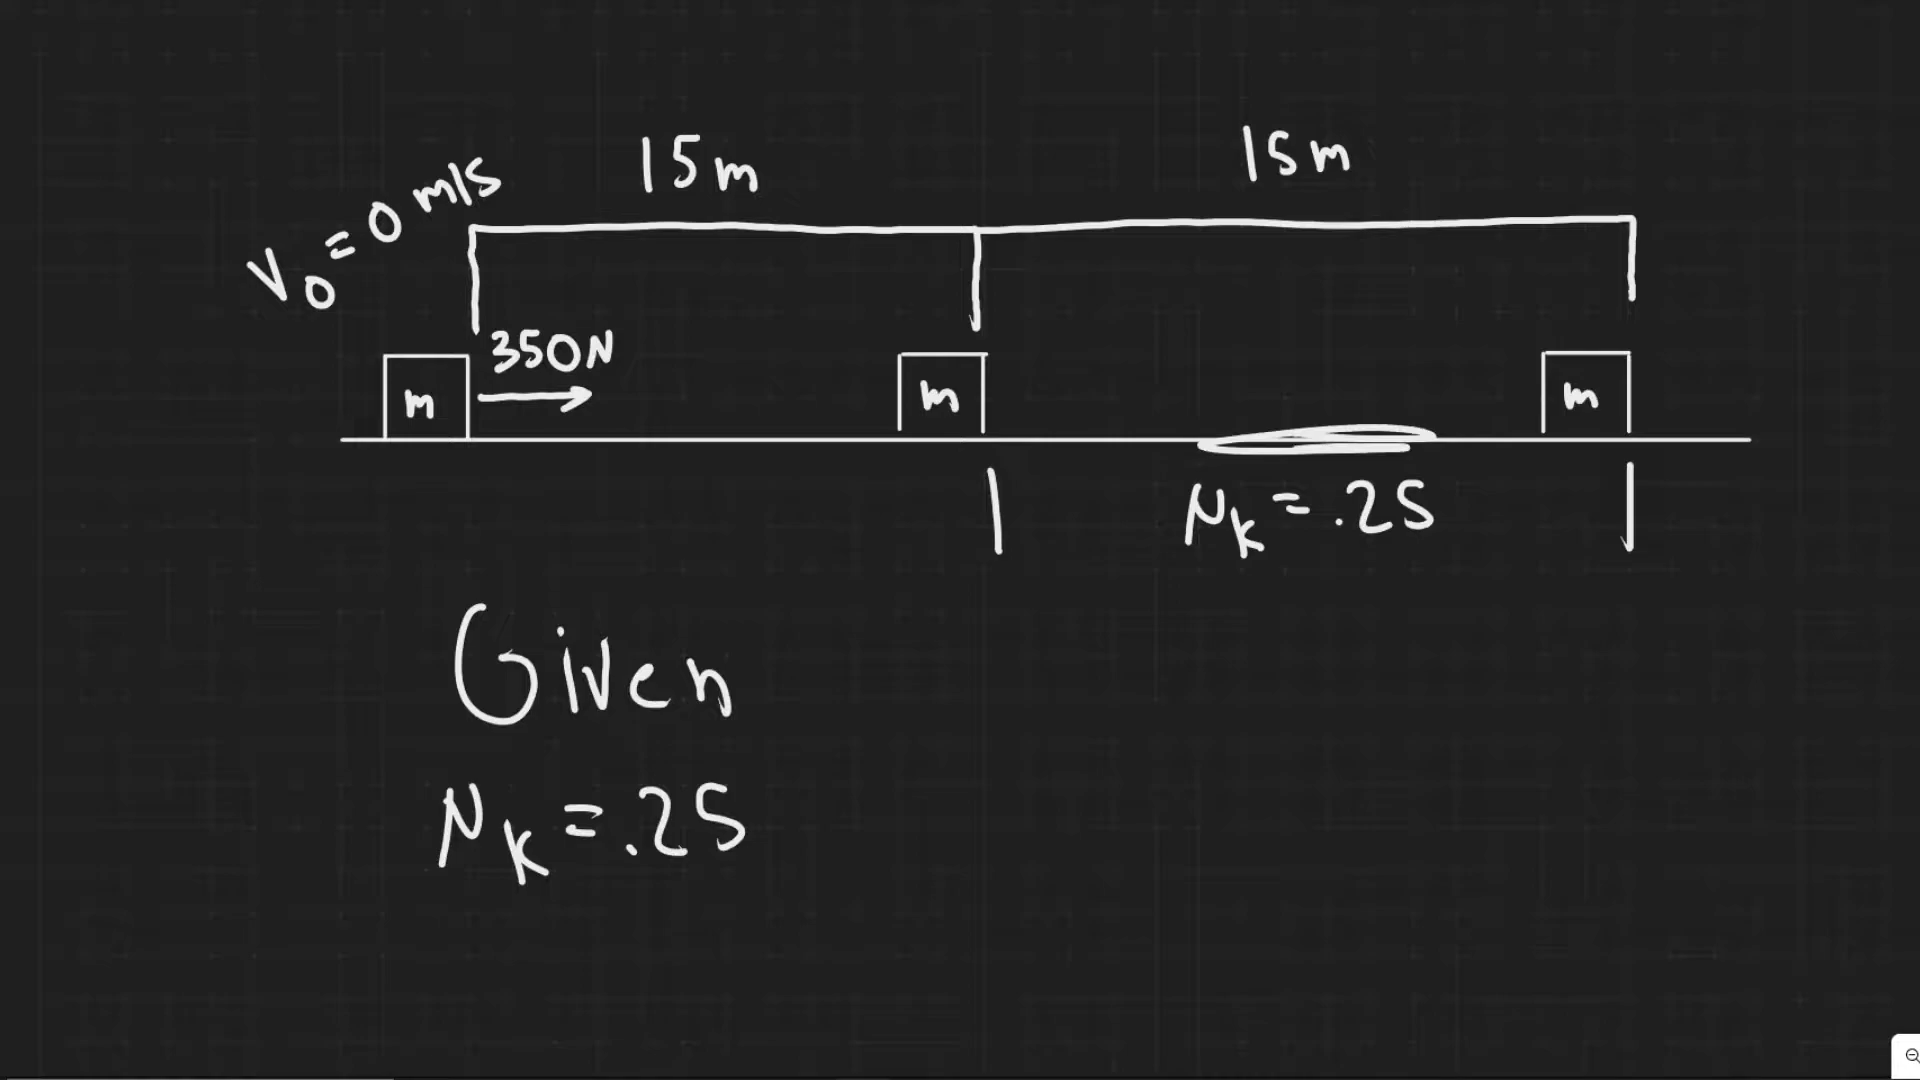 V₀ = 0 m/s
15m
15m
350N
m
m
m
μₖ = .25
Given
μₖ = .25